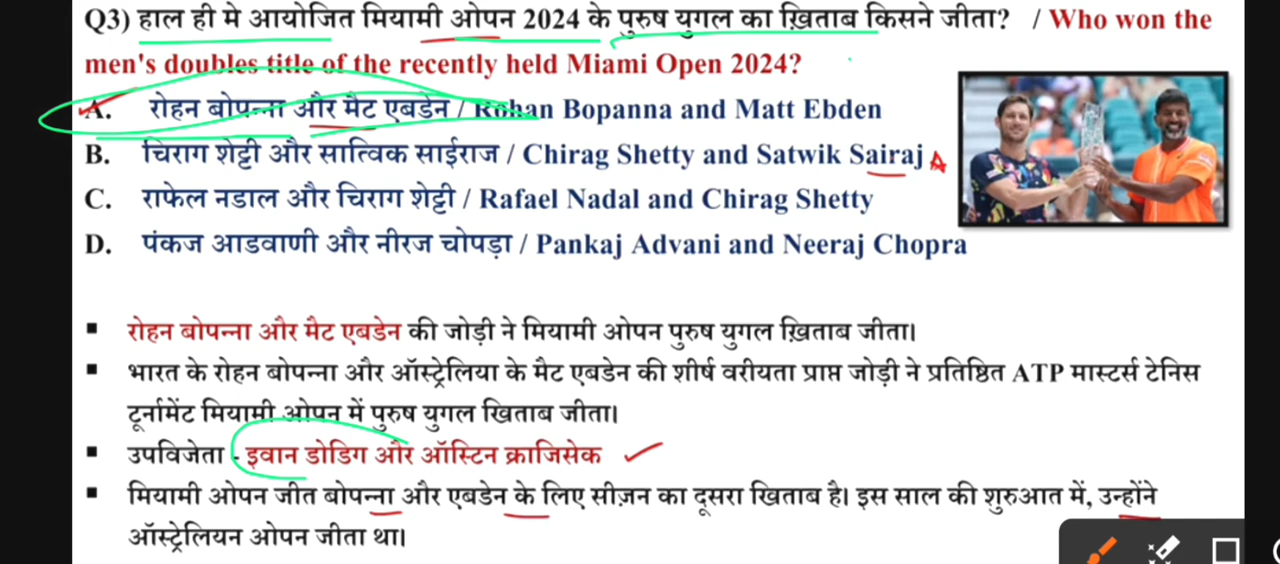 Q3) हाल ही मे आयोजित मियामी ओपन 2024 के पुरुष युगल का ख़िताब किसने जीता? / Who won the
men's doubles title of the recently held Miami Open 2024?
A. रोहन बोपन्ना और मैट एबडेन / Rohan Bopanna and Matt Ebden
B. चिराग शेट्टी और सात्विक साईराज / Chirag Shetty and Satwik Sairaj A
C. राफेल नडाल और चिराग शेट्टी / Rafael Nadal and Chirag Shetty
D. पंकज आडवाणी और नीरज चोपड़ा / Pankaj Advani and Neeraj Chopra
▪ रोहन बोपन्ना और मैट एबडेन की जोड़ी ने मियामी ओपन पुरुष युगल ख़िताब जीता।
▪ भारत के रोहन बोपन्ना और ऑस्ट्रेलिया के मैट एबडेन की शीर्ष वरीयता प्राप्त जोड़ी ने प्रतिष्ठित ATP मास्टर्स टेनिस
टूर्नामेंट मियामी ओपन में पुरुष युगल खिताब जीता।
▪ उपविजेता - इवान डोडिग और ऑस्टिन क्राजिसेक
▪ मियामी ओपन जीत बोपन्ना और एबडेन के लिए सीज़न का दूसरा खिताब है। इस साल की शुरुआत में, उन्होंने
ऑस्ट्रेलियन ओपन जीता था।